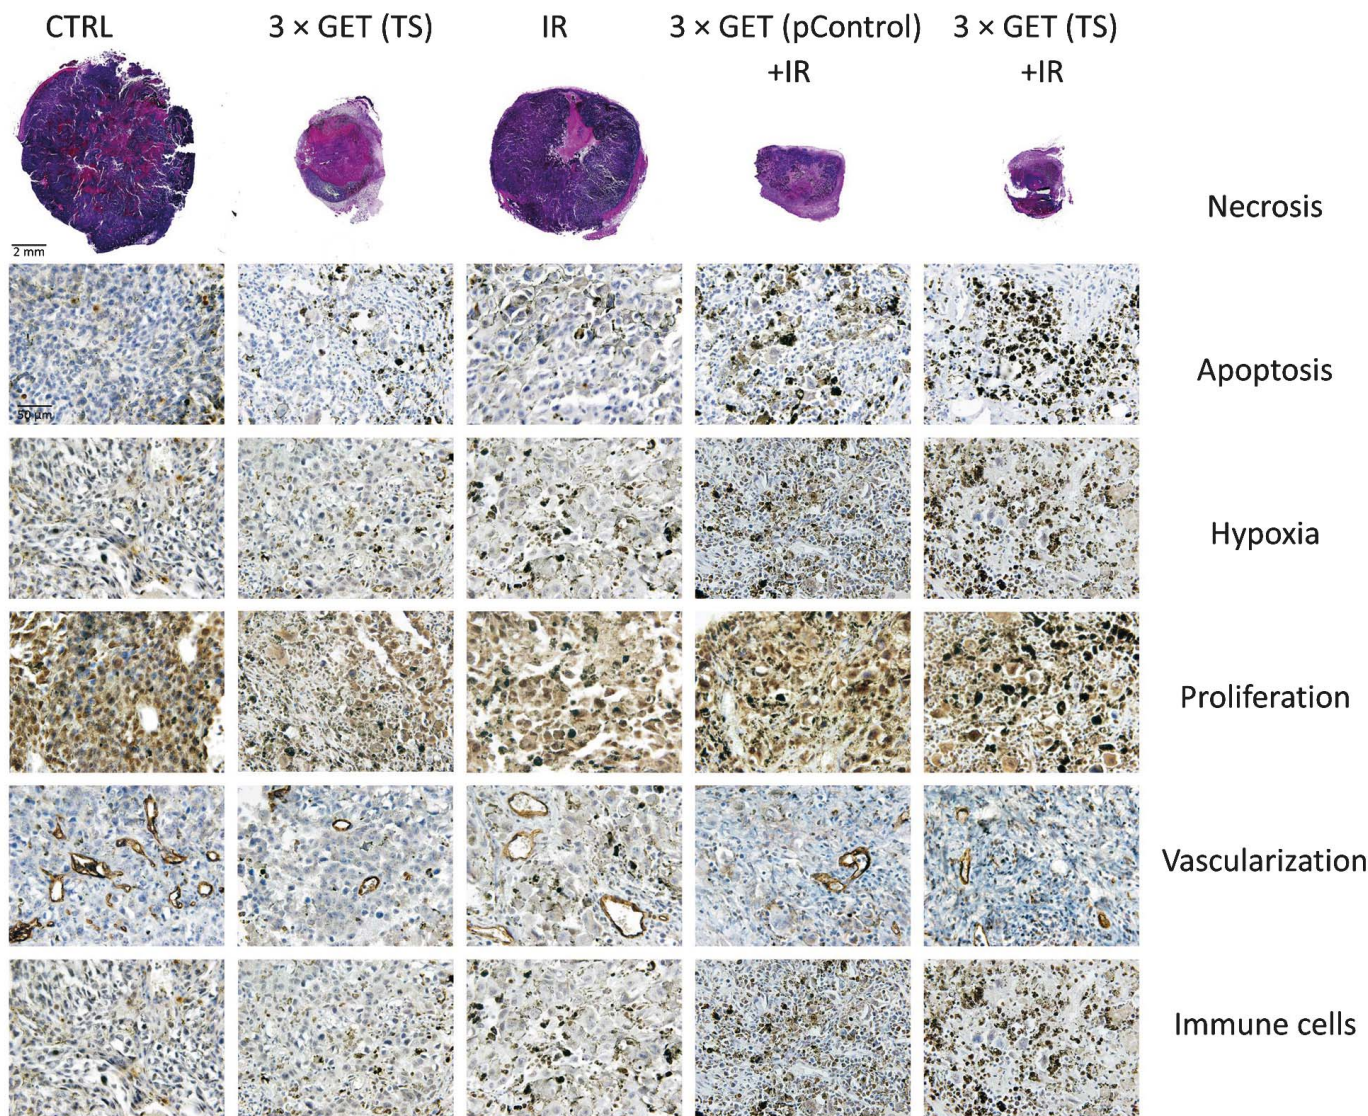 CTRL
3 × GET (TS)
IR
3 × GET (pControl)
+IR
3 × GET (TS)
+IR
2 mm
Necrosis
50 µm
Apoptosis
Hypoxia
Proliferation
Vascularization
Immune cells